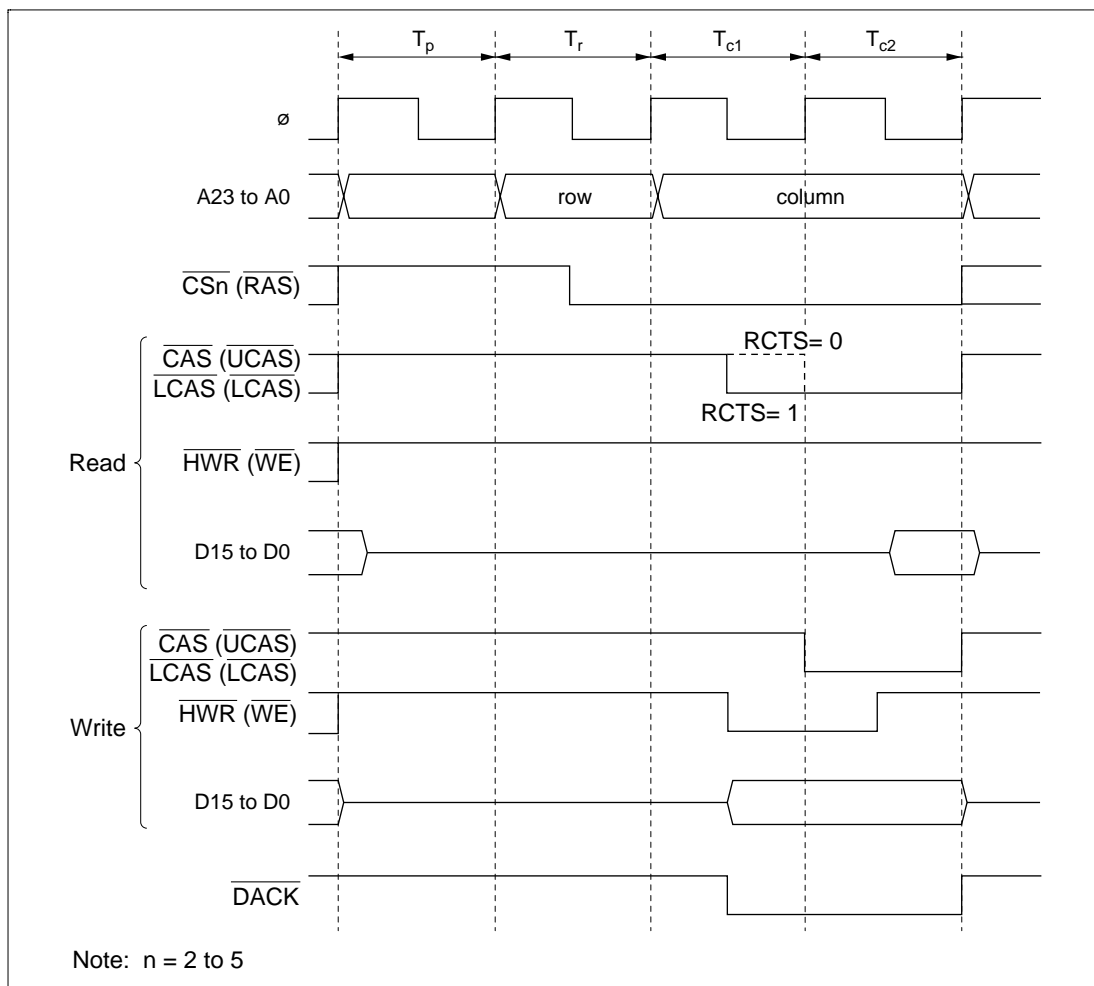 Tp Tr Tc1 Tc2
ø
A23 to A0 row column
CSn (RAS)
RCTS= 0
CAS (UCAS)
LCAS (LCAS)
RCTS= 1
Read HWR (WE)
D15 to D0
CAS (UCAS)
LCAS (LCAS)
HWR (WE)
Write
D15 to D0
DACK
Note: n = 2 to 5